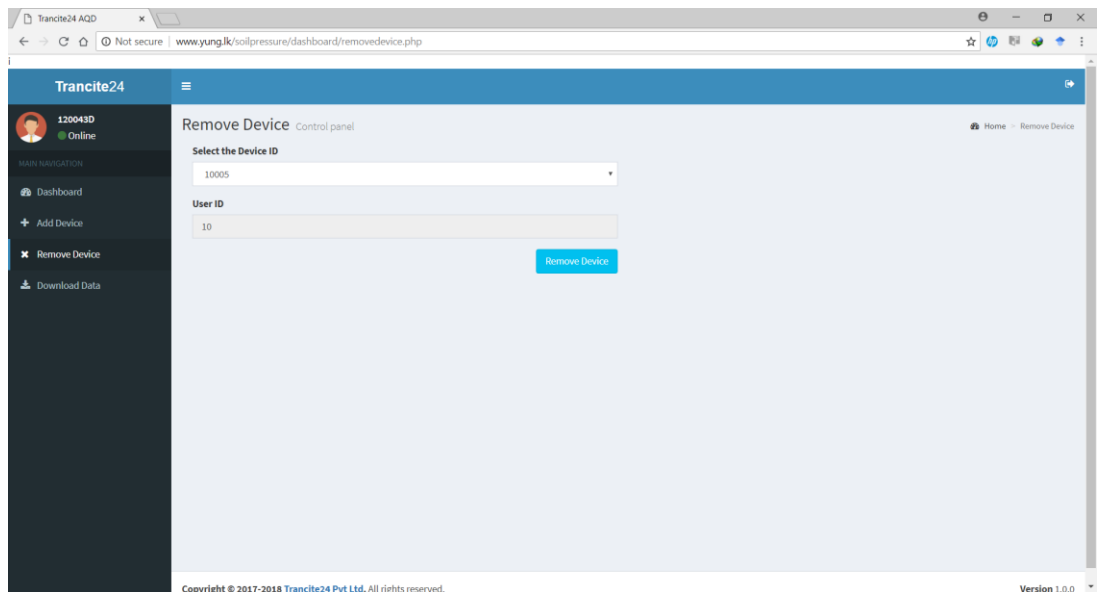 Trancite24 AQD
Not secure | www.yung.lk/soilpressure/dashboard/removedevice.php
i
Trancite24
120043D
Online
MAIN NAVIGATION
Dashboard
Add Device
Remove Device
Download Data
Remove Device Control panel
Home > Remove Device
Select the Device ID
10005
User ID
10
Remove Device
Copyright © 2017-2018 Trancite24 Pvt Ltd. All rights reserved.
Version 1.0.0